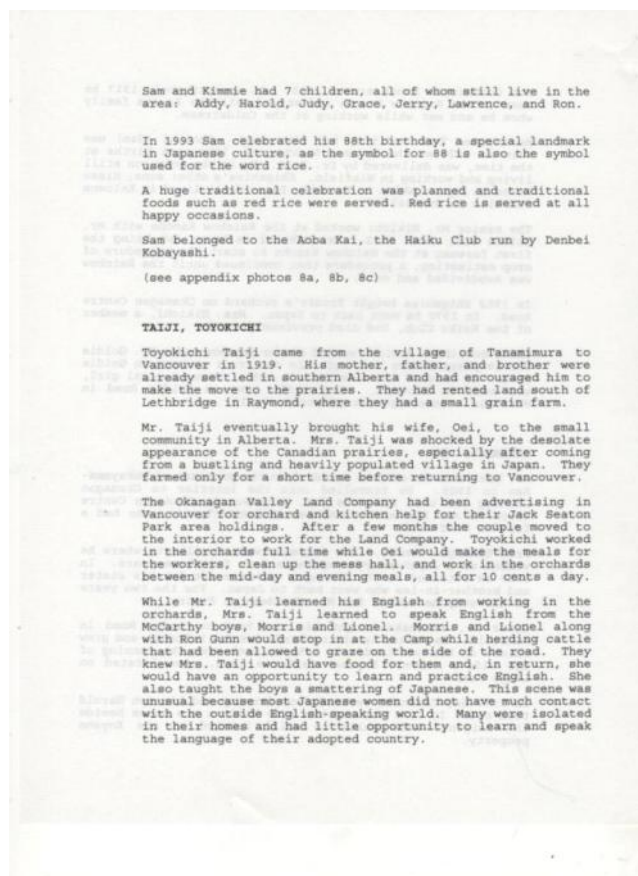 Sam and Kimmie had 7 children, all of whom still live in the
area: Addy, Harold, Judy, Grace, Jerry, Lawrence, and Ron.
In 1993 Sam celebrated his 88th birthday, a special landmark
in Japanese culture, as the symbol for 88 is also the symbol
used for the word rice.
A huge traditional celebration was planned and traditional
foods such as red rice were served. Red rice is served at all
happy occasions.
Sam belonged to the Aoba Kai, the Haiku Club run by Denbei
Kobayashi.
(see appendix photos 8a, 8b, 8c)
TAIJI, TOYOKICHI
Toyokichi Taiji came from the village of Tanamimura to
Vancouver in 1919. His mother, father, and brother were
already settled in southern Alberta and had encouraged him to
make the move to the prairies. They had rented land south of
Lethbridge in Raymond, where they had a small grain farm.
Mr. Taiji eventually brought his wife, Oei, to the small
community in Alberta. Mrs. Taiji was shocked by the desolate
appearance of the Canadian prairies, especially after coming
from a bustling and heavily populated village in Japan. They
farmed only for a short time before returning to Vancouver.
The Okanagan Valley Land Company had been advertising in
Vancouver for orchard and kitchen help for their Jack Seaton
Park area holdings. After a few months the couple moved to
the interior to work for the Land Company. Toyokichi worked
in the orchards full time while Oei would make the meals for
the workers, clean up the mess hall, and work in the orchards
between the mid-day and evening meals, all for 10 cents a day.
While Mr. Taiji learned his English from working in the
orchards, Mrs. Taiji learned to speak English from the
McCarthy boys, Morris and Lionel. Morris and Lionel along
with Ron Gunn would stop in at the Camp while herding cattle
that had been allowed to graze on the side of the road. They
knew Mrs. Taiji would have food for them and, in return, she
would have an opportunity to learn and practice English. She
also taught the boys a smattering of Japanese. This scene was
unusual because most Japanese women did not have much contact
with the outside English-speaking world. Many were isolated
in their homes and had little opportunity to learn and speak
the language of their adopted country.